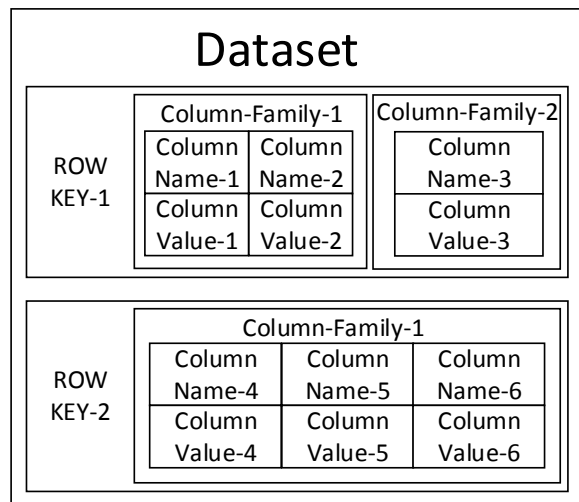 Dataset
ROW
KEY-1
Column-Family-1
Column
Name-1
Column
Name-2
Column
Value-1
Column
Value-2
Column-Family-2
Column
Name-3
Column
Value-3
ROW
KEY-2
Column-Family-1
Column
Name-4
Column
Name-5
Column
Name-6
Column
Value-4
Column
Value-5
Column
Value-6